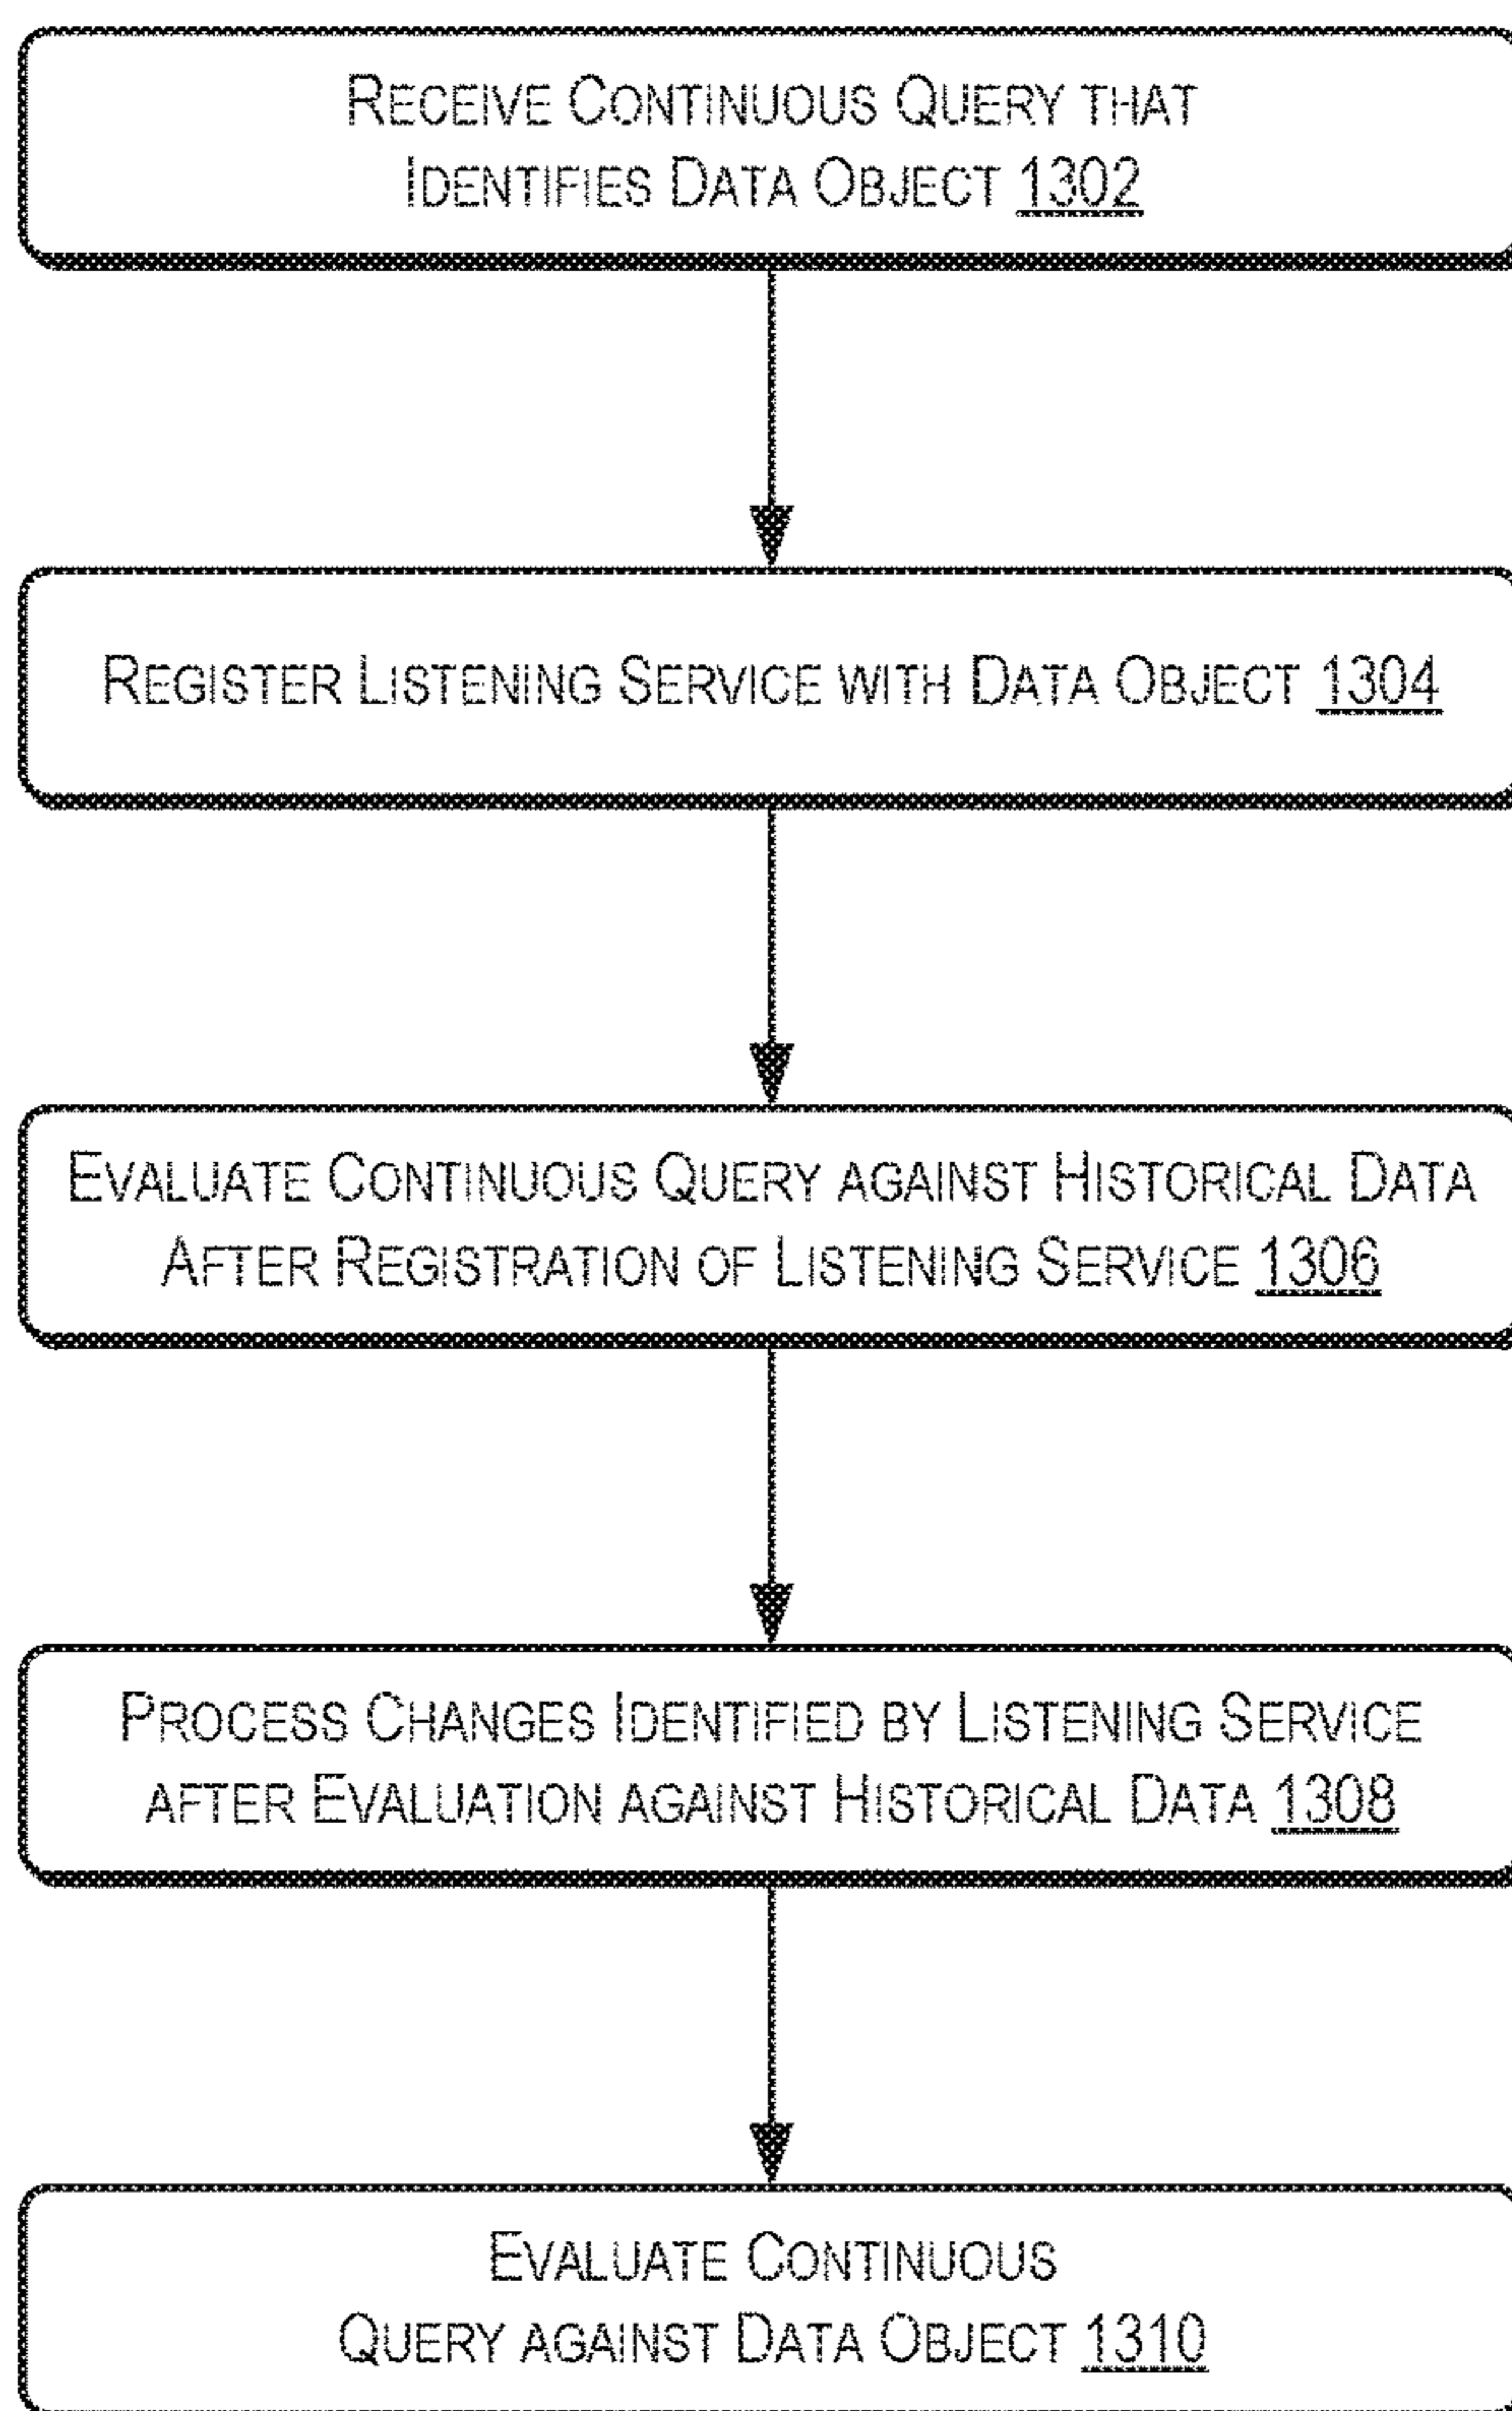 RECEIVE CONTINUOUS QUERY THAT
IDENTIFIES DATA OBJECT 1302
REGISTER LISTENING SERVICE WITH DATA OBJECT 1304
EVALUATE CONTINUOUS QUERY AGAINST HISTORICAL DATA
AFTER REGISTRATION OF LISTENING SERVICE 1306
PROCESS CHANGES IDENTIFIED BY LISTENING SERVICE
AFTER EVALUATION AGAINST HISTORICAL DATA 1308
EVALUATE CONTINUOUS
QUERY AGAINST DATA OBJECT 1310